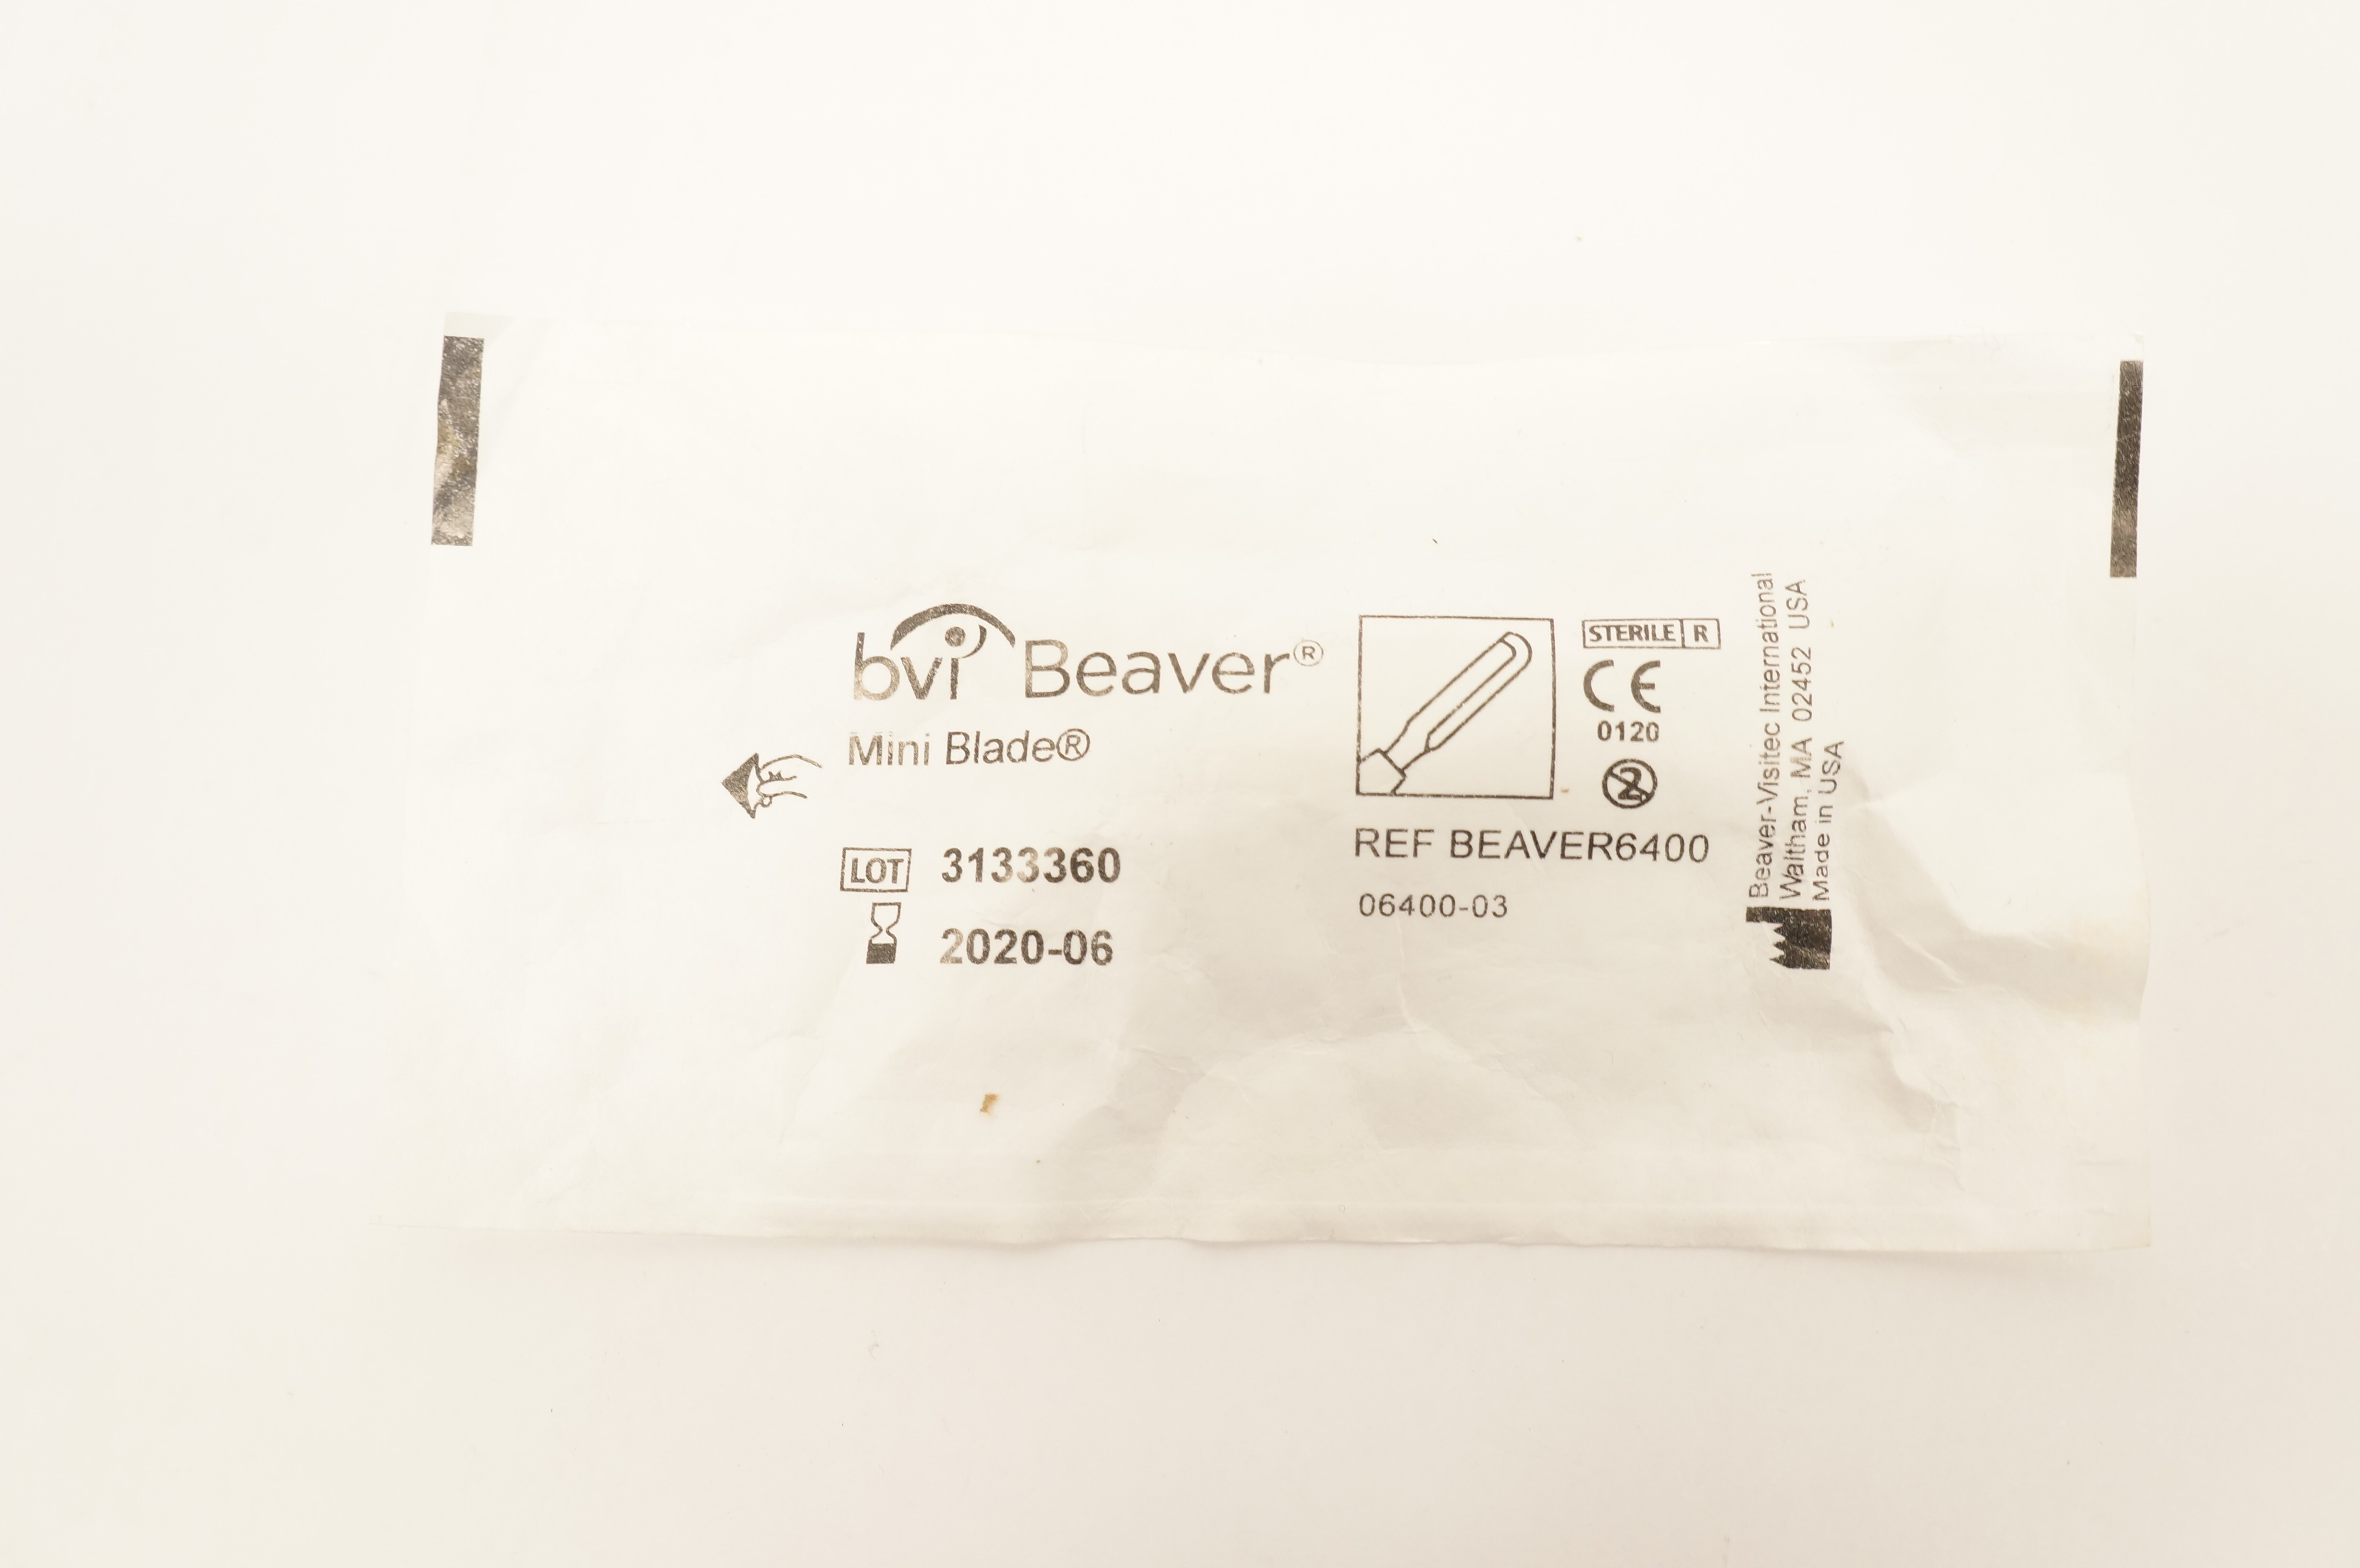 bvi Beaver®
Mini Blade®
LOT 3133360
2020-06
STERILE R
CE
0120
2
REF BEAVER6400
06400-03
Beaver-Visitec International
Waltham, MA 02452 USA
Made in USA